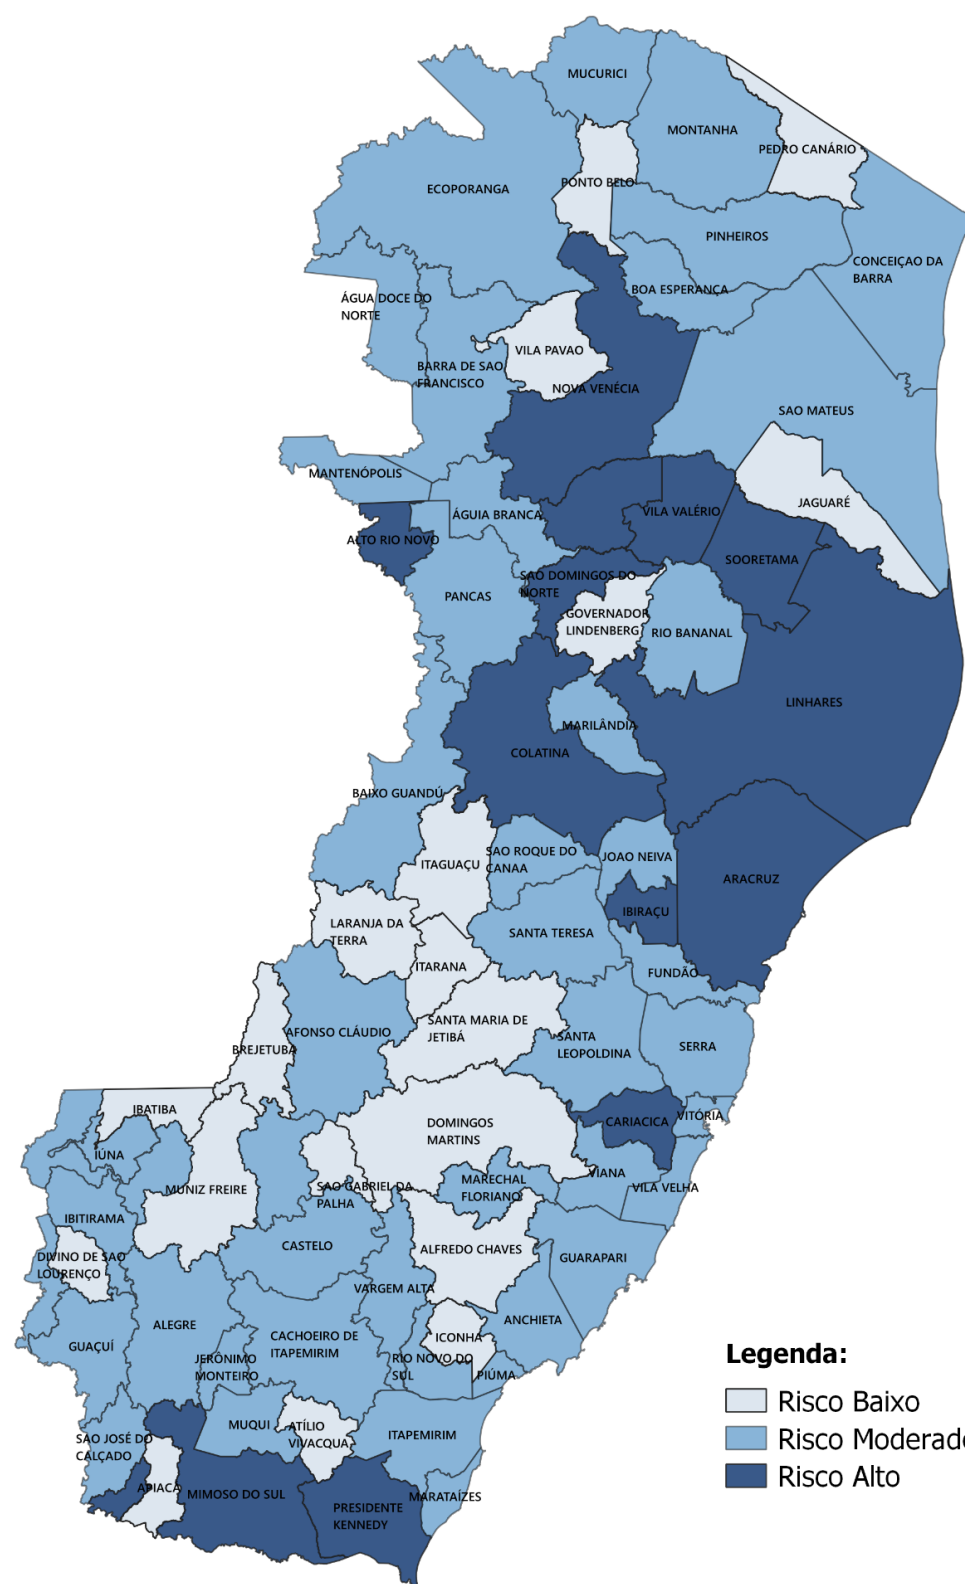 MUCURICI
MONTANHA
PEDRO CANÁRIO
PONTO BELO
ECOPORANGA
PINHEIROS
CONCEIÇAO DA
BARRA
BOA ESPERANÇA
ÁGUA DOCE DO
NORTE
VILA PAVAO
BARRA DE SAO
FRANCISCO
NOVA VENÉCIA
SAO MATEUS
MANTENÓPOLIS
JAGUARÉ
ÁGUIA BRANCA
VILA VALÉRIO
ALTO RIO NOVO
SOORETAMA
SAO DOMINGOS DO
NORTE
PANCAS
GOVERNADOR
LINDENBERG
RIO BANANAL
LINHARES
MARILÂNDIA
COLATINA
BAIXO GUANDÚ
SAO ROQUE DO
CANAA
JOAO NEIVA
ITAGUAÇU
ARACRUZ
IBIRAÇU
LARANJA DA
TERRA
SANTA TERESA
ITARANA
FUNDÃO
SANTA MARIA DE
JETIBÁ
AFONSO CLÁUDIO
SANTA
LEOPOLDINA
SERRA
BREJETUBA
IBATIBA
DOMINGOS
MARTINS
CARIACICA
VITÓRIA
IÚNA
MUNIZ FREIRE
SAO GABRIEL DA
PALHA
MARECHAL
FLORIANO
VIANA
VILA VELHA
IBITIRAMA
CASTELO
ALFREDO CHAVES
GUARAPARI
DIVINO DE SAO
LOURENÇO
VARGEM ALTA
ANCHIETA
ALEGRE
CACHOEIRO DE
ITAPEMIRIM
ICONHA
GUAÇUÍ
JERÔNIMO
MONTEIRO
RIO NOVO DO
SUL
PIÚMA
Legenda:
Risco Baixo
Risco Moderado
Risco Alto
SAO JOSÉ DO
CALÇADO
MUQUI
ATÍLIO
VIVACQUA
ITAPEMIRIM
APIACÁ
MIMOSO DO SUL
PRESIDENTE
KENNEDY
MARATAÍZES